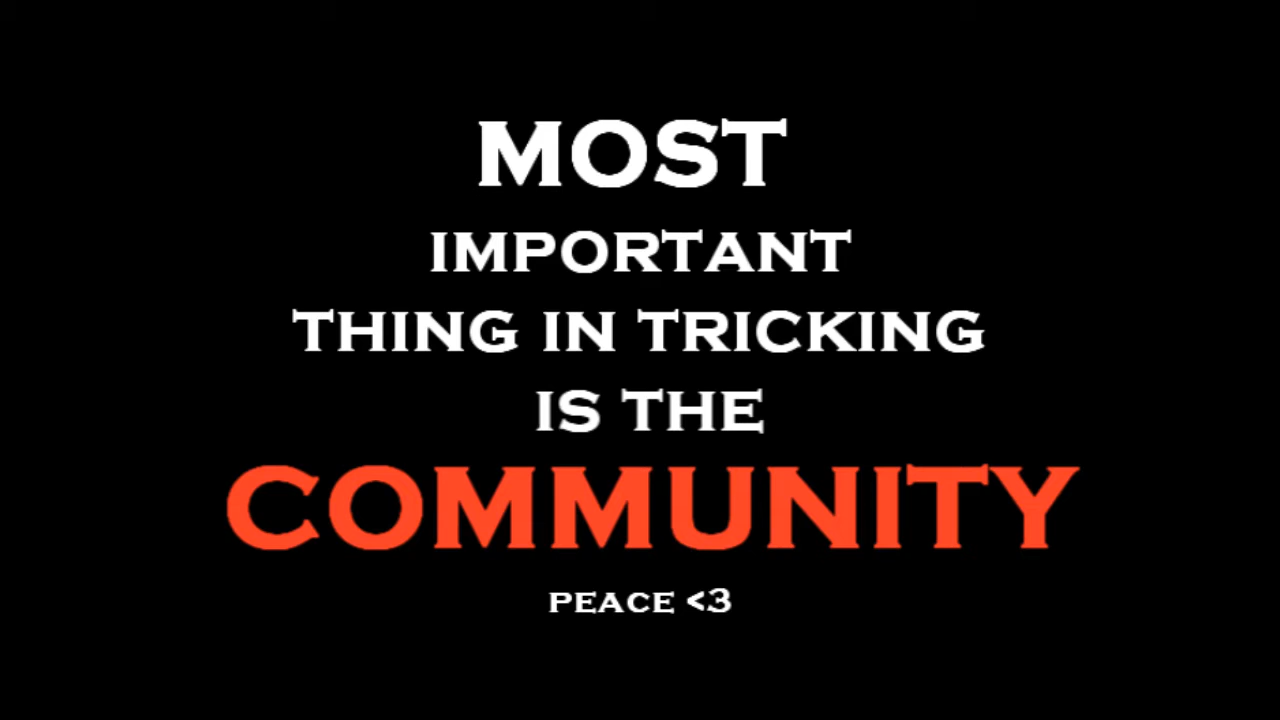 MOST
IMPORTANT
THING IN TRICKING
IS THE
COMMUNITY
PEACE <3